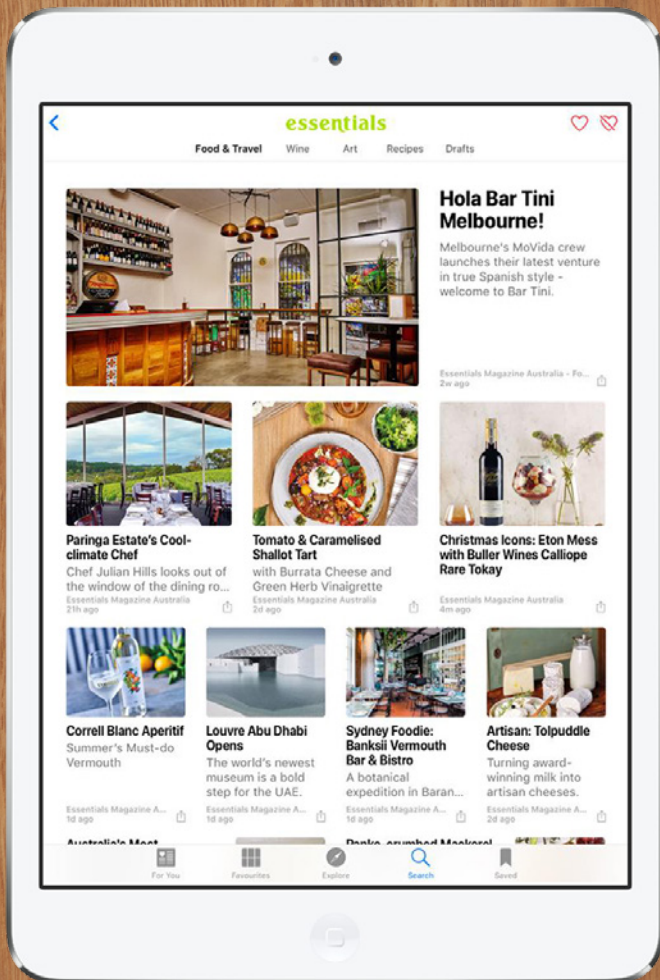 essentials
Food & Travel Wine Art Recipes Drafts
Hola Bar Tini
Melbourne!
Melbourne's MoVida crew
launches their latest venture
in true Spanish style -
welcome to Bar Tini.
Essentials Magazine Australia - Fo...
2w ago
Paringa Estate's Cool-
climate Chef
Chef Julian Hills looks out of
the window of the dining ro...
Essentials Magazine Australia
21h ago
Tomato & Caramelised
Shallot Tart
with Burrata Cheese and
Green Herb Vinaigrette
Essentials Magazine Australia
2d ago
Christmas Icons: Eton Mess
with Buller Wines Calliope
Rare Tokay
Essentials Magazine Australia
4m ago
Correll Blanc Aperitif
Summer's Must-do
Vermouth
Essentials Magazine A...
1d ago
Louvre Abu Dhabi
Opens
The world's newest
museum is a bold
step for the UAE.
Essentials Magazine A...
1d ago
Sydney Foodie:
Banksii Vermouth
Bar & Bistro
A botanical
expedition in Baran...
Essentials Magazine A...
1d ago
Artisan: Tolpuddle
Cheese
Turning award-
winning milk into
artisan cheeses.
Essentials Magazine A...
2d ago
Australia's Most
Panko-crumbed Mackerel
For You Favourites Explore Search Saved